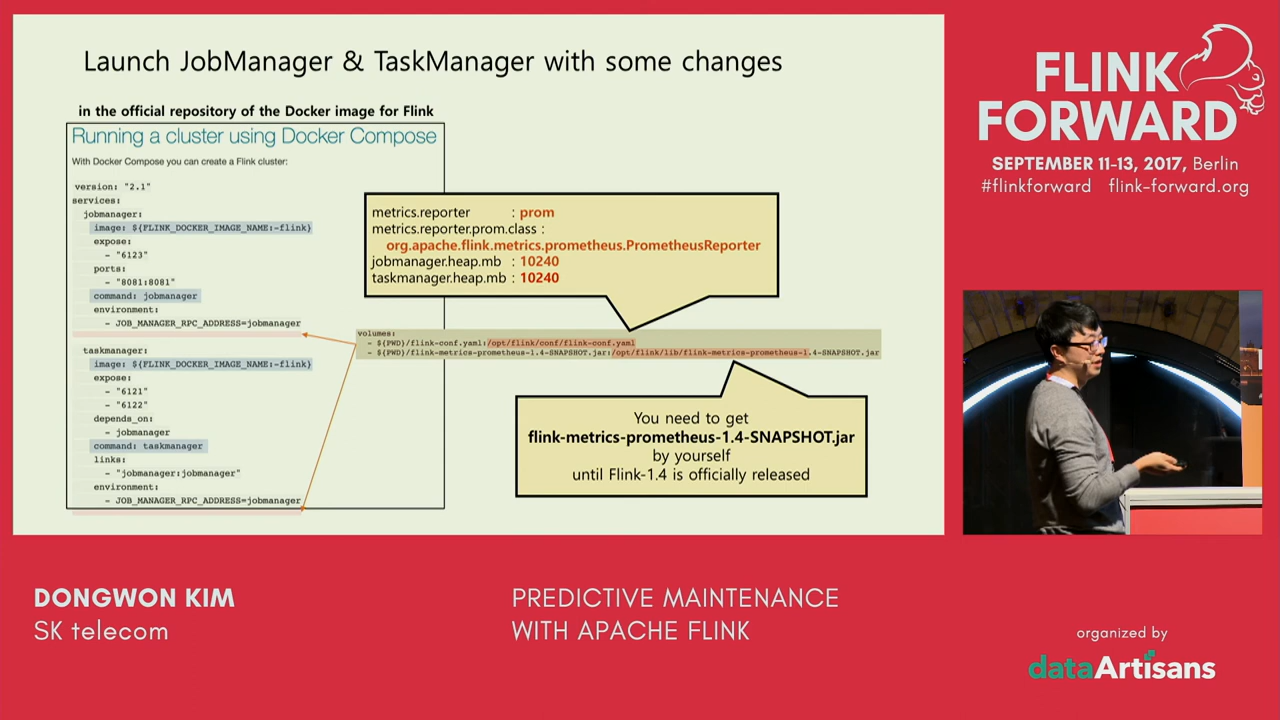 Launch JobManager & TaskManager with some changes
in the official repository of the Docker image for Flink
Running a cluster using Docker Compose
With Docker Compose you can create a Flink cluster:
version: "2.1"
services:
jobmanager:
image: ${FLINK_DOCKER_IMAGE_NAME:-flink}
expose:
- "6123"
ports:
- "8081:8081"
command: jobmanager
environment:
- JOB_MANAGER_RPC_ADDRESS=jobmanager
taskmanager:
image: ${FLINK_DOCKER_IMAGE_NAME:-flink}
expose:
- "6121"
- "6122"
depends_on:
- jobmanager
command: taskmanager
links:
- "jobmanager:jobmanager"
environment:
- JOB_MANAGER_RPC_ADDRESS=jobmanager
metrics.reporter : prom
metrics.reporter.prom.class :
org.apache.flink.metrics.prometheus.PrometheusReporter
jobmanager.heap.mb : 10240
taskmanager.heap.mb : 10240
volumes:
- ${PWD}/flink-conf.yaml:/opt/flink/conf/flink-conf.yaml
- ${PWD}/flink-metrics-prometheus-1.4-SNAPSHOT.jar:/opt/flink/lib/flink-metrics-prometheus-1.4-SNAPSHOT.jar
You need to get
flink-metrics-prometheus-1.4-SNAPSHOT.jar
by yourself
until Flink-1.4 is officially released
FLINK
FORWARD
SEPTEMBER 11-13, 2017, Berlin
#flinkforward flink-forward.org
DONGWON KIM
SK telecom
PREDICTIVE MAINTENANCE
WITH APACHE FLINK
organized by
dataArtisans